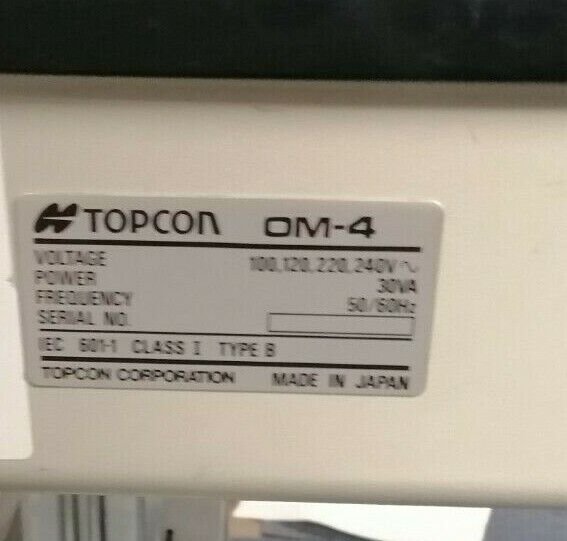 TOPCON OM-4
VOLTAGE 100,120,220,240V ~
POWER 30VA
FREQUENCY 50/60Hz
SERIAL NO.
IEC 601-1 CLASS I TYPE B
TOPCON CORPORATION MADE IN JAPAN